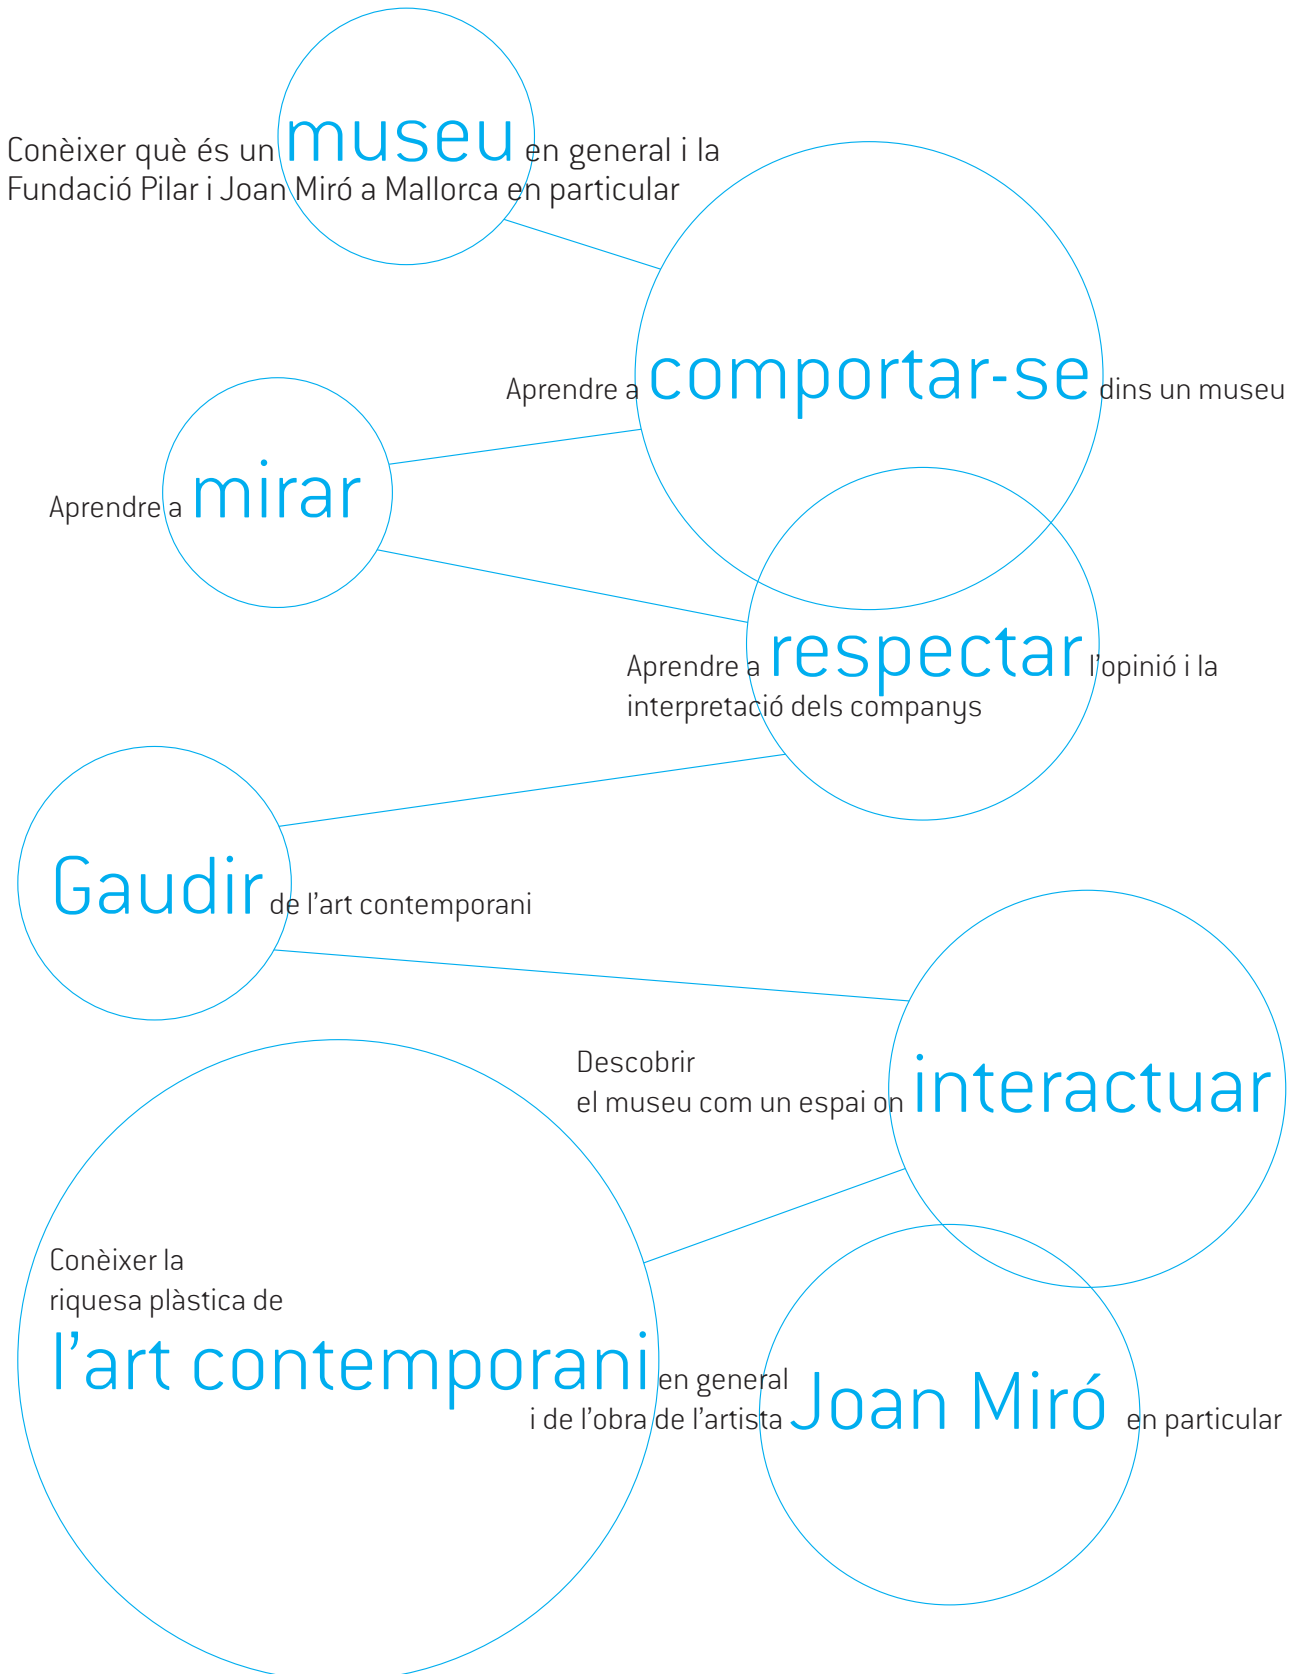 Conèixer què és un museu en general i la
Fundació Pilar i Joan Miró a Mallorca en particular
Aprendre a comportar-se dins un museu
Aprendre a mirar
Aprendre a respectar l'opinió i la
interpretació dels companys
Gaudir de l'art contemporani
Descobrir
el museu com un espai on interactuar
Conèixer la
riquesa plàstica de
l'art contemporani en general
i de l'obra de l'artista Joan Miró en particular